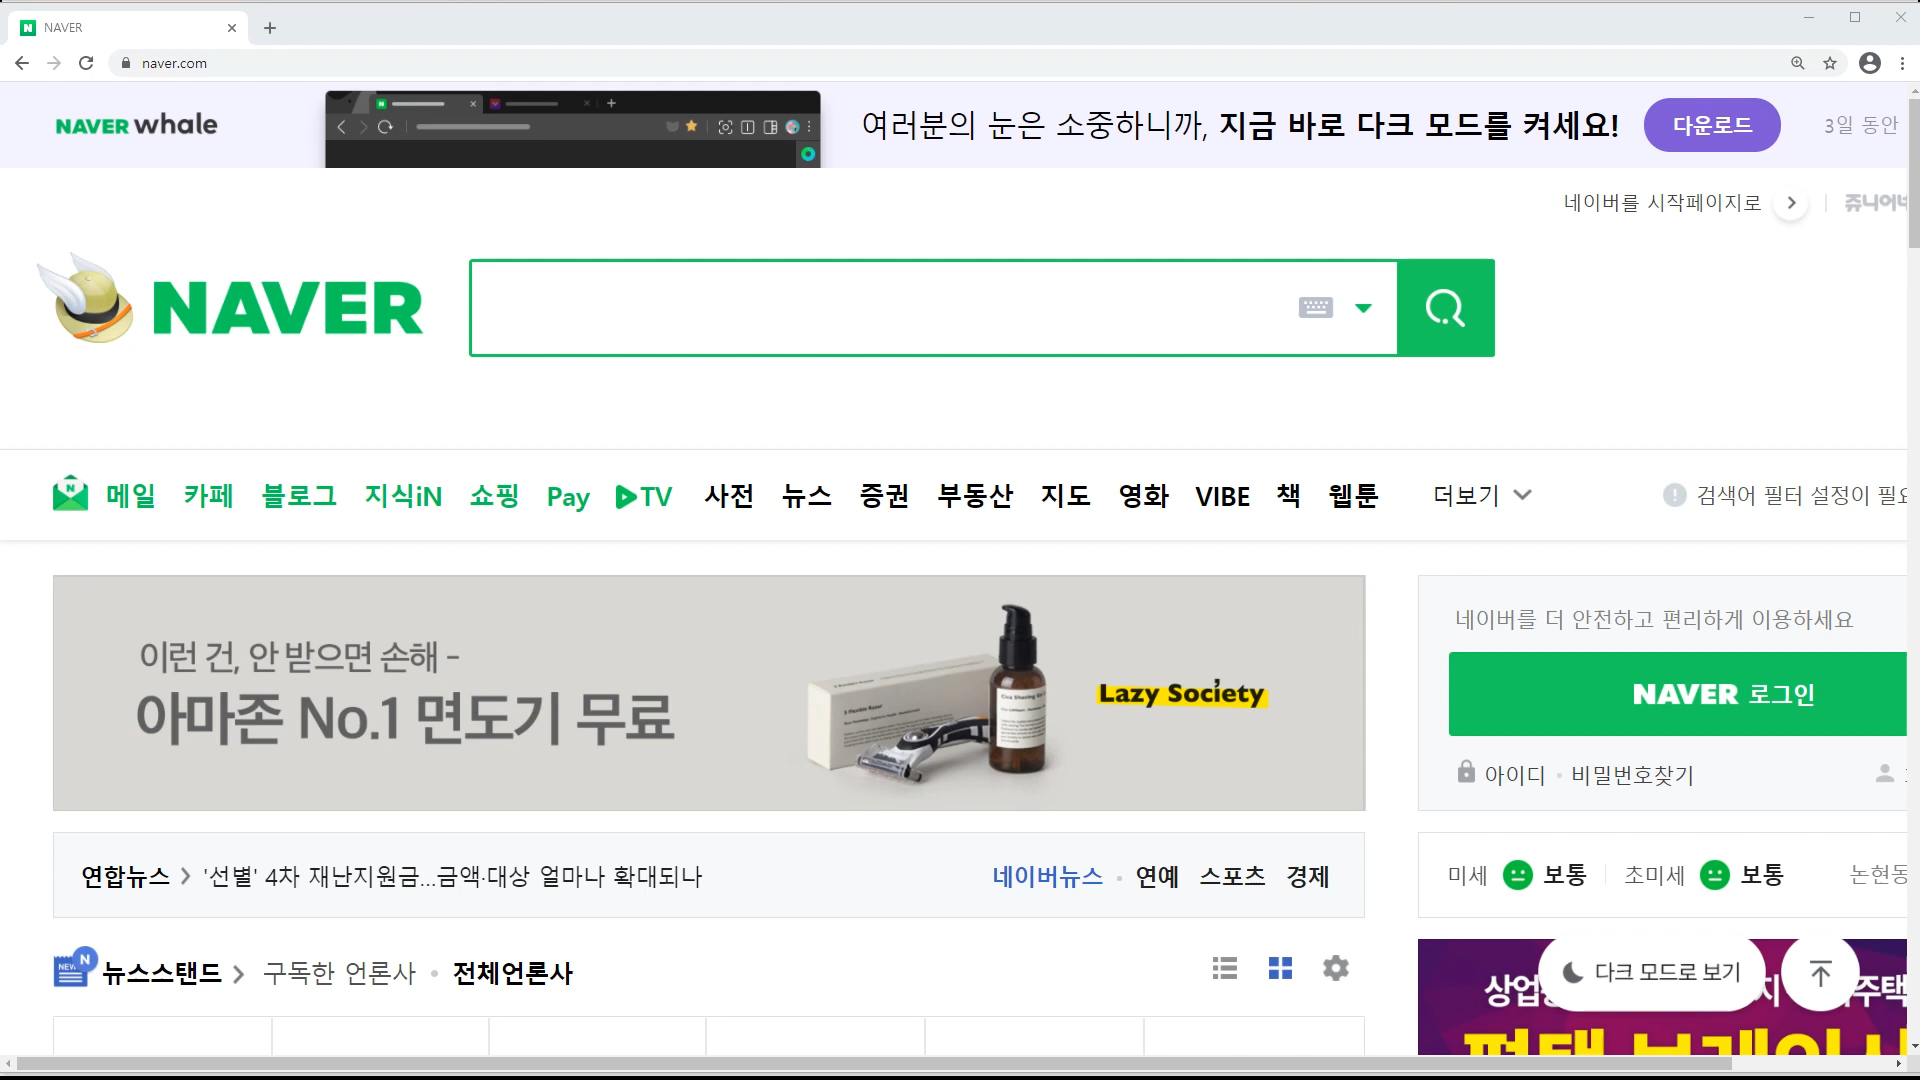 NAVER
naver.com
NAVER whale
여러분의 눈은 소중하니까, 지금 바로 다크 모드를 켜세요!
다운로드
3일 동안
네이버를 시작페이지로
쥬니어네
NAVER
메일 카페 블로그 지식iN 쇼핑 Pay TV 사전 뉴스 증권 부동산 지도 영화 VIBE 책 웹툰 더보기
검색어 필터 설정이 필요
이런 건, 안 받으면 손해 -
아마존 No.1 면도기 무료
Lazy Society
네이버를 더 안전하고 편리하게 이용하세요
NAVER 로그인
아이디 · 비밀번호찾기
연합뉴스 > '선별' 4차 재난지원금...금액·대상 얼마나 확대되나
네이버뉴스 · 연예 스포츠 경제
미세 보통 초미세 보통 논현동
뉴스스탠드 > 구독한 언론사 · 전체언론사
다크 모드로 보기